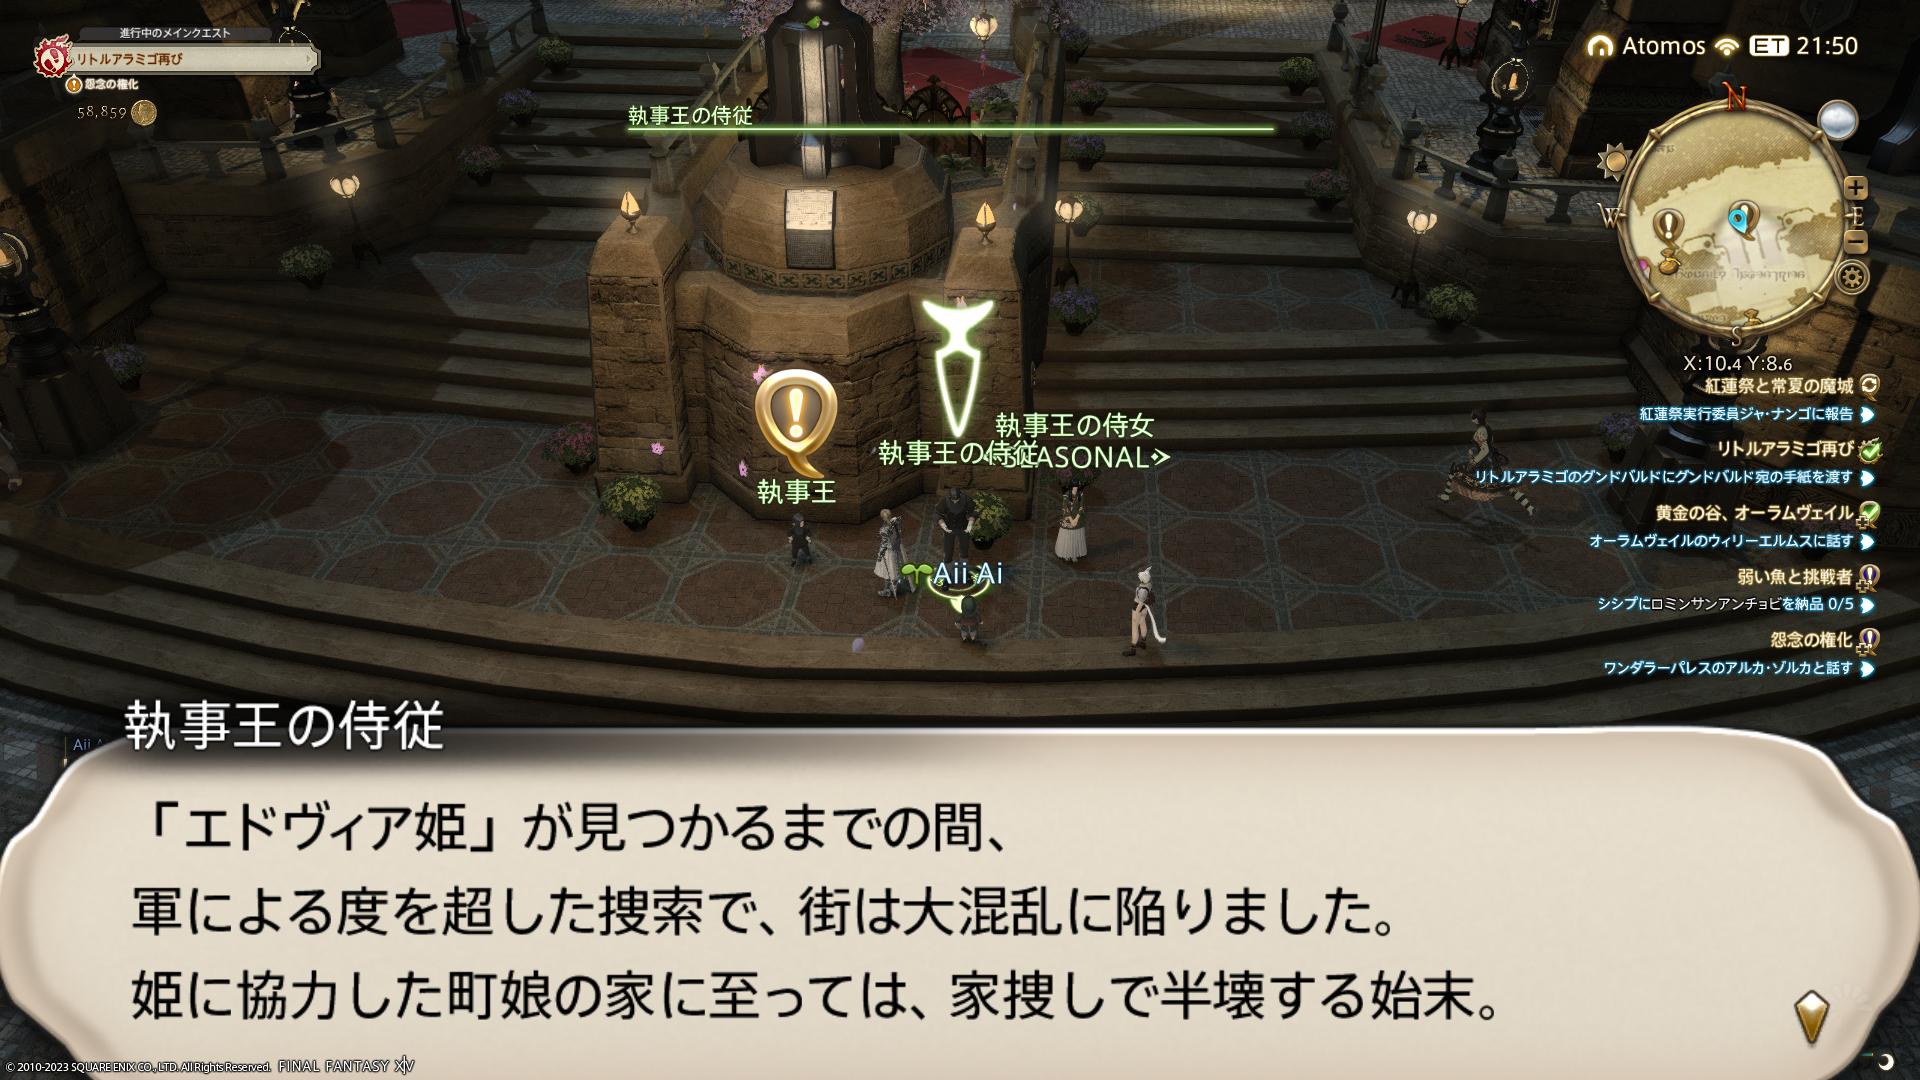 進行中のメインクエスト
リトルアラミゴ再び
怨念の権化
58,859
Atomos ET 21:50
執事王の侍従
N
W
E
S
X:10.4 Y:8.6
紅蓮祭と常夏の魔城
紅蓮祭実行委員ジャ・ナンゴに報告
リトルアラミゴ再び
リトルアラミゴのグンドバルドにグンドバルド宛の手紙を渡す
黄金の谷、オーラムヴェイル
オーラムヴェイルのウィリーエルムスに話す
弱い魚と挑戦者
シシプにロミンサンアンチョビを納品 0/5
怨念の権化
ワンダラーパレスのアルカ・ゾルカと話す
執事王の侍女
執事王の侍従
SEASONAL>
執事王
Aii Ai
Aii A
執事王の侍従
「エドヴィア姫」が見つかるまでの間、
軍による度を超した捜索で、街は大混乱に陥りました。
姫に協力した町娘の家に至っては、家捜しで半壊する始末。
© 2010-2023 SQUARE ENIX CO., LTD. All Rights Reserved. FINAL FANTASY XIV